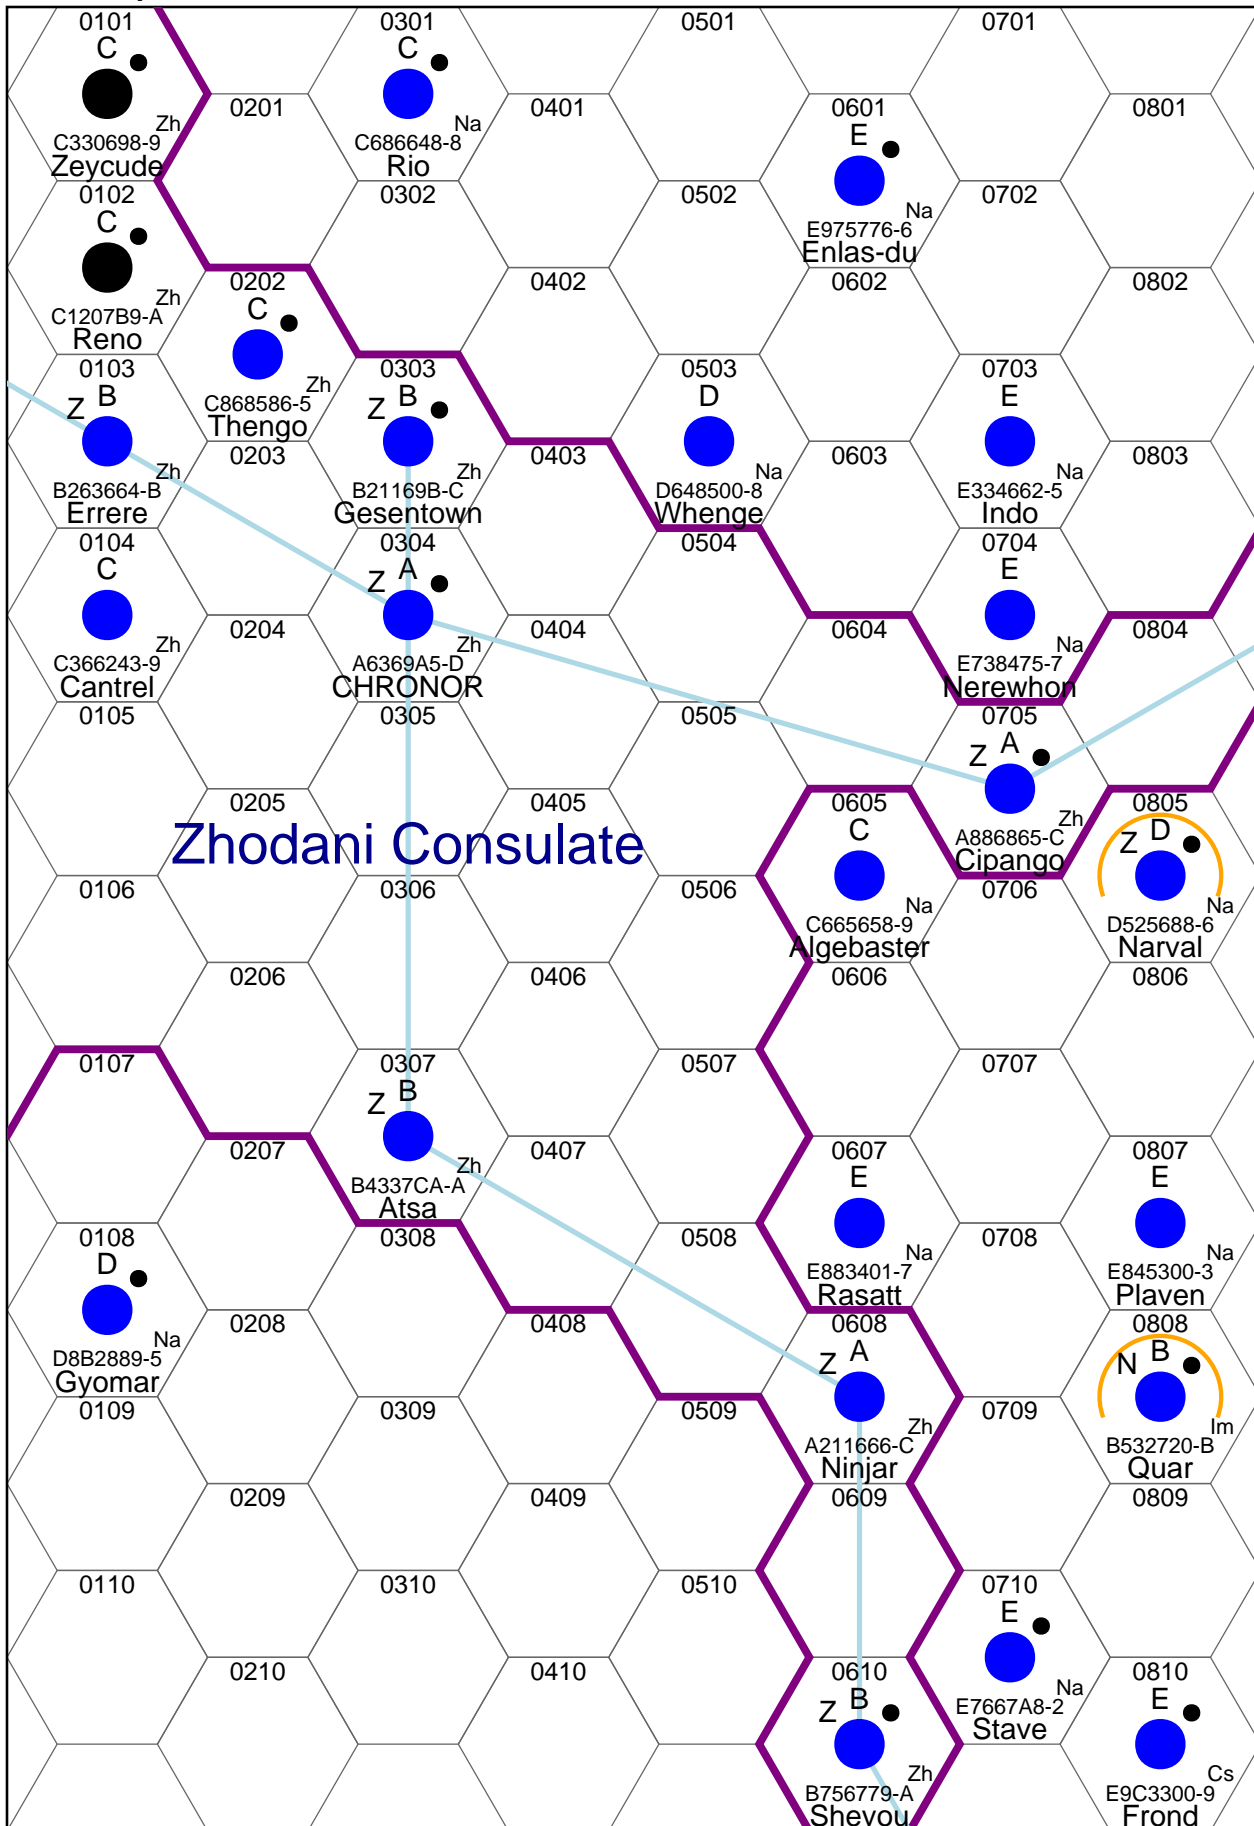 0101
C
Zh
C330698-9
Zeycude
0301
C
Na
C686648-8
Rio
0501
0701
0201
0401
0601
E
Na
E975776-6
Enlas-du
0801
0102
C
Zh
C1207B9-A
Reno
0302
0502
0702
0202
C
Zh
C868586-5
Thengo
0402
0602
0802
0103
Z B
Zh
B263664-B
Errere
0303
Z B
Zh
B21169B-C
Gesentown
0503
D
Na
D648500-8
Whenge
0703
E
Na
E334662-5
Indo
0203
0403
0603
0803
0104
C
Zh
C366243-9
Cantrel
0304
Z A
Zh
A6369A5-D
CHRONOR
0504
0704
E
Na
E738475-7
Nerewhon
0204
0404
0604
0804
0105
0305
0505
0705
Z A
Zh
A886865-C
Cipango
0205
0405
0605
C
Na
C665658-9
Algebaster
0805
Z D
Na
D525688-6
Narval
Zhodani Consulate
0106
0306
0506
0706
0206
0406
0606
0806
0107
0307
Z B
Zh
B4337CA-A
Atsa
0507
0707
0207
0407
0607
E
Na
E883401-7
Rasatt
0807
E
Na
E845300-3
Plaven
0108
D
Na
D8B2889-5
Gyomar
0308
0508
0708
0208
0408
0608
Z A
Zh
A211666-C
Ninjar
0808
N B
Im
B532720-B
Quar
0109
0309
0509
0709
0209
0409
0609
0809
0110
0310
0510
0710
E
Na
E7667A8-2
Stave
0210
0410
0610
Z B
Zh
B756779-A
Shevou
0810
E
Cs
E9C3300-9
Frond